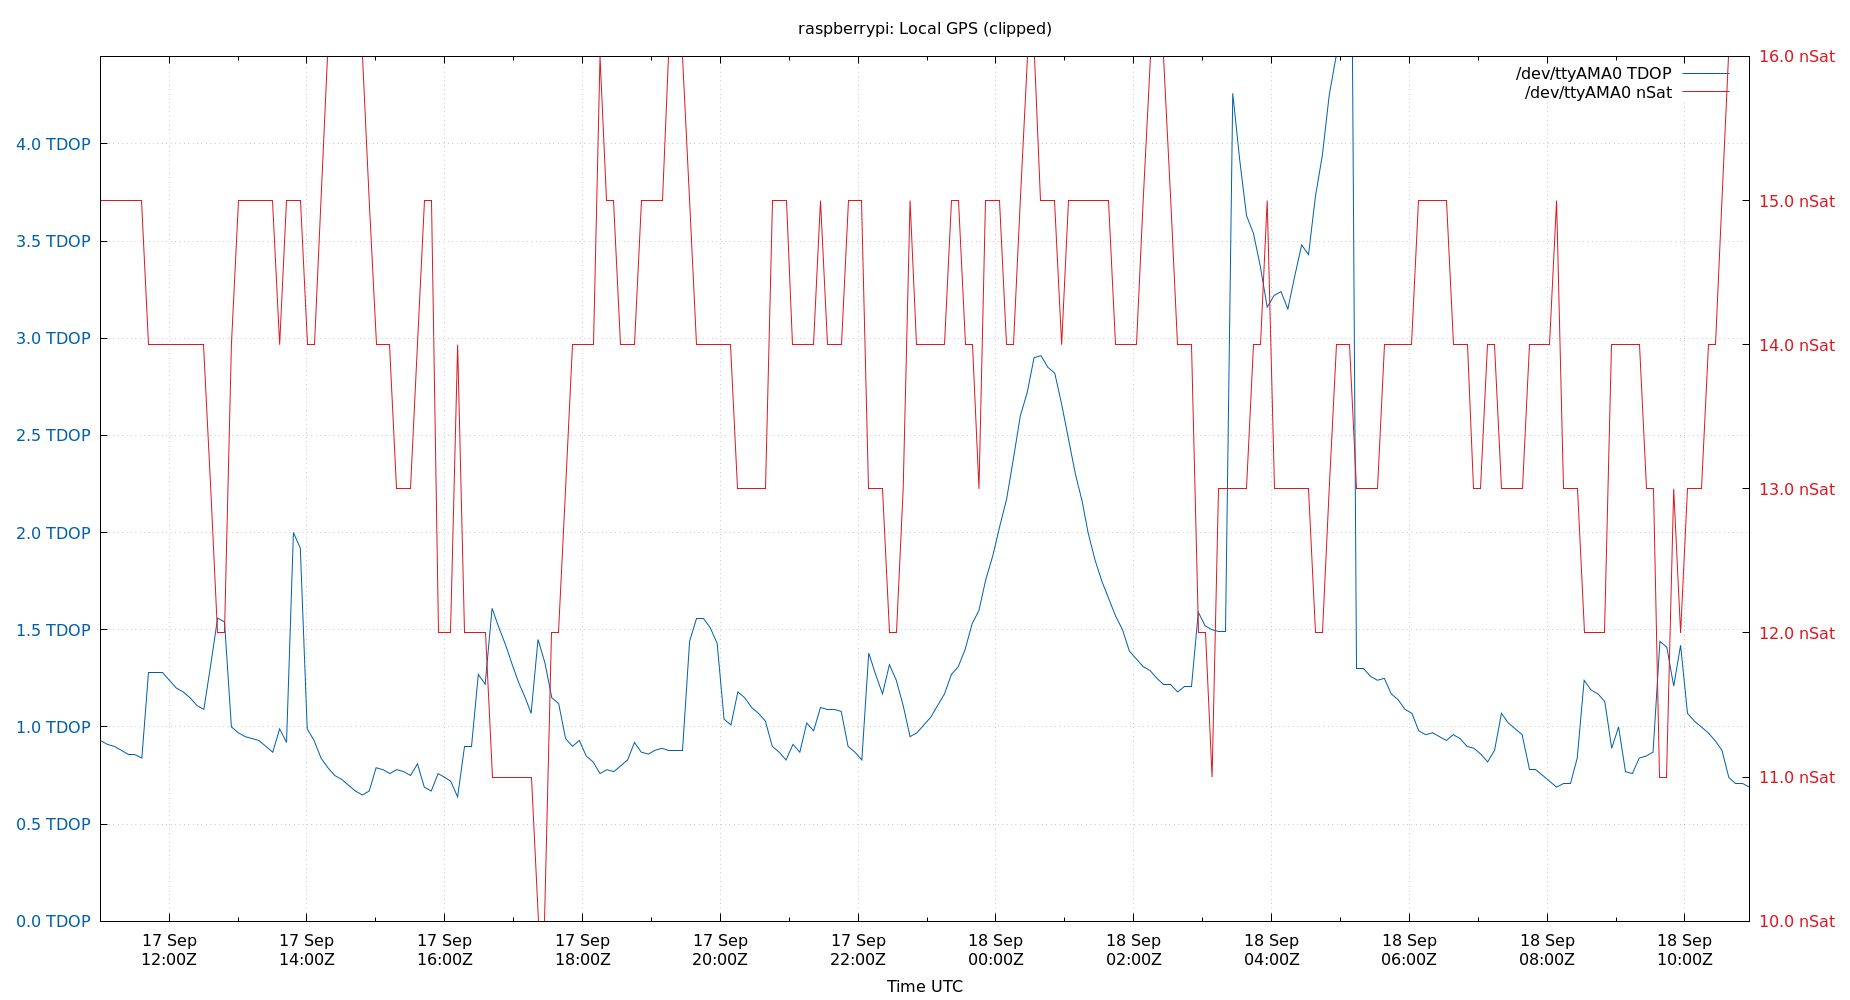 raspberrypi: Local GPS (clipped)
16.0 nSat
/dev/ttyAMA0 TDOP
/dev/ttyAMA0 nSat
4.0 TDOP
15.0 nSat
3.5 TDOP
3.0 TDOP
14.0 nSat
2.5 TDOP
13.0 nSat
2.0 TDOP
1.5 TDOP
12.0 nSat
1.0 TDOP
11.0 nSat
0.5 TDOP
0.0 TDOP
10.0 nSat
17 Sep 17 Sep 17 Sep 17 Sep 17 Sep 17 Sep 18 Sep 18 Sep 18 Sep 18 Sep 18 Sep 18 Sep
12:00Z 14:00Z 16:00Z 18:00Z 20:00Z 22:00Z 00:00Z 02:00Z 04:00Z 06:00Z 08:00Z 10:00Z
Time UTC